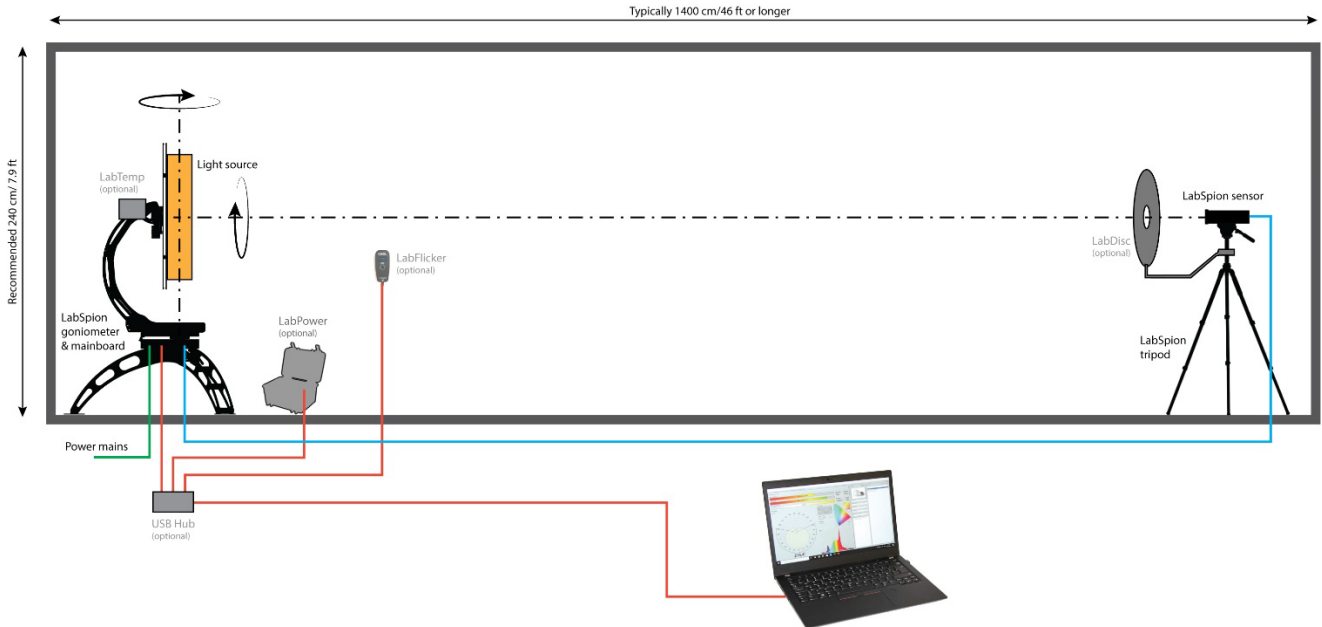 Typically 1400 cm/46 ft or longer
Recommended 240 cm/ 7.9 ft
Light source
LabTemp
(optional)
LabSpion sensor
LabDisc
(optional)
LabFlicker
(optional)
LabSpion
goniometer
& mainboard
LabPower
(optional)
LabSpion
tripod
Power mains
USB Hub
(optional)